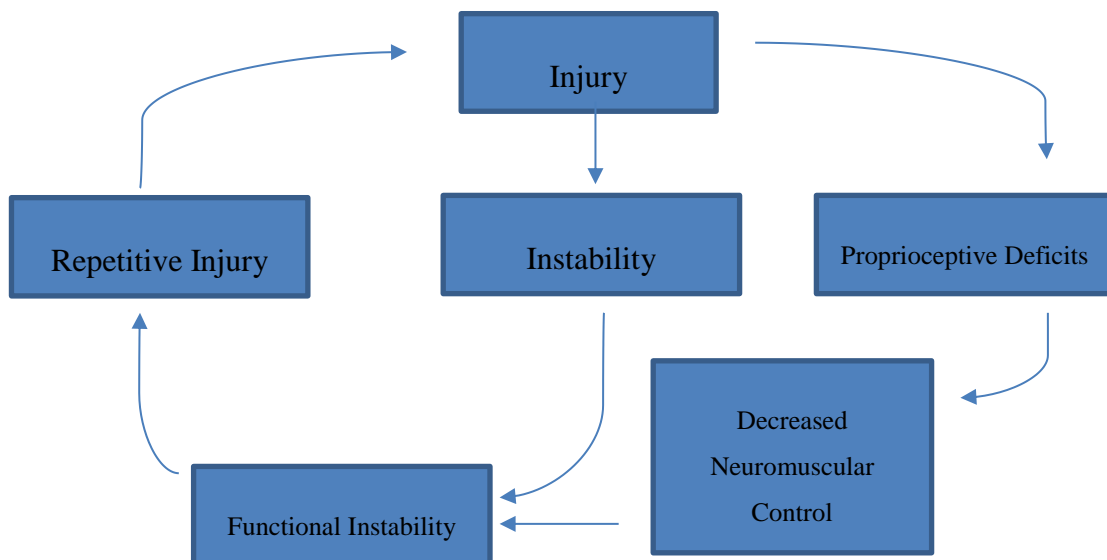 Injury
Repetitive Injury
Instability
Proprioceptive Deficits
Decreased
Neuromuscular
Control
Functional Instability